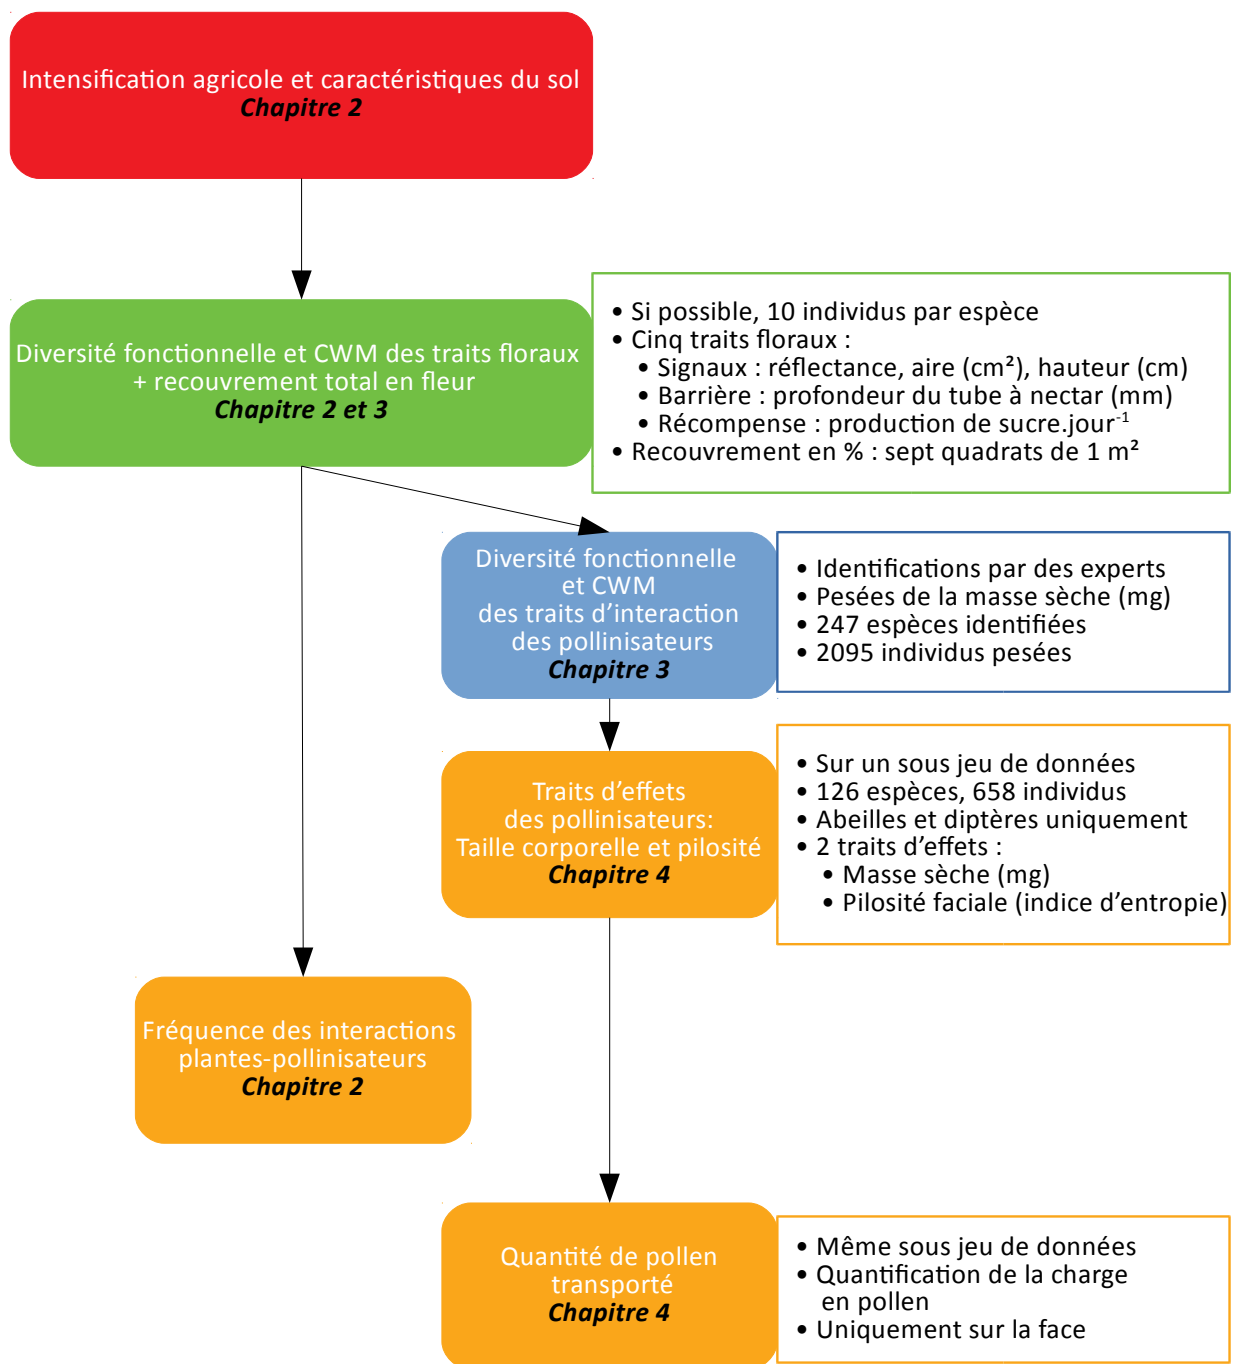 Intensification agricole et caractéristiques du sol
Chapitre 2
Diversité fonctionnelle et CWM des traits floraux
+ recouvrement total en fleur
Chapitre 2 et 3
• Si possible, 10 individus par espèce
• Cinq traits floraux :
• Signaux : réflectance, aire (cm²), hauteur (cm)
• Barrière : profondeur du tube à nectar (mm)
• Récompense : production de sucre.jour⁻¹
• Recouvrement en % : sept quadrats de 1 m²
Diversité fonctionnelle
et CWM
des traits d’interaction
des pollinisateurs
Chapitre 3
• Identifications par des experts
• Pesées de la masse sèche (mg)
• 247 espèces identifiées
• 2095 individus pesées
Traits d’effets
des pollinisateurs:
Taille corporelle et pilosité
Chapitre 4
• Sur un sous jeu de données
• 126 espèces, 658 individus
• Abeilles et diptères uniquement
• 2 traits d’effets :
• Masse sèche (mg)
• Pilosité faciale (indice d’entropie)
Fréquence des interactions
plantes-pollinisateurs
Chapitre 2
Quantité de pollen
transporté
Chapitre 4
• Même sous jeu de données
• Quantification de la charge
en pollen
• Uniquement sur la face